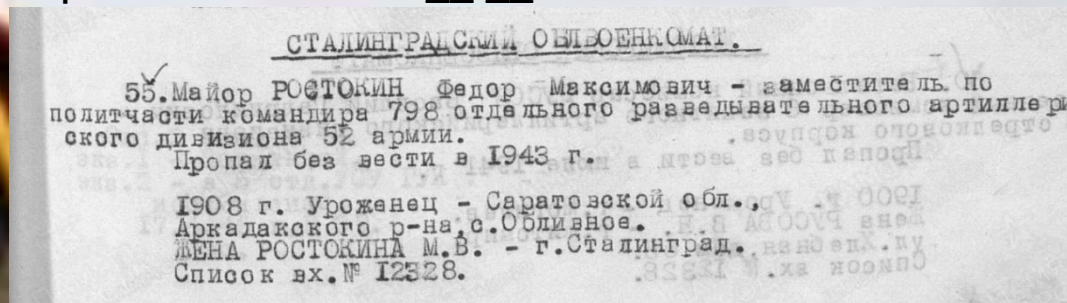 СТАЛИНГРАДСКИЙ ОБЛВОЕНКОМАТ.
55. Майор РОСТОКИН Федор Максимович - заместитель по
политчасти командира 798 отдельного разведывательного артиллери
ского дивизиона 52 армии.
Пропал без вести в 1943 г.
1908 г. Уроженец - Саратовской обл.,
Аркадакского р-на, с.Обливное.
ЖЕНА РОСТОКИНА М.В. - г.Сталинград.
Список вх.№ 12328.